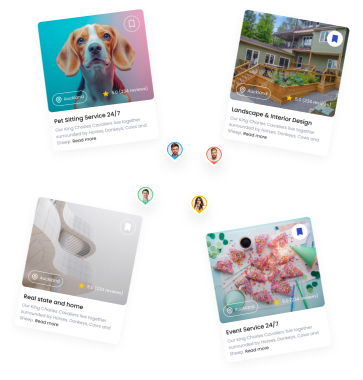 Auckland
5.0 (234 reviews)
Pet Sitting Service 24/7
Our King Charles Cavaliers live together
surrounded by Horses, Donkeys, Cows and
Sheep. Read more
Auckland
5.0 (234 reviews)
Landscape & Interior Design
Our King Charles Cavaliers live together
surrounded by Horses, Donkeys, Cows and
Sheep. Read more
Auckland
5.0 (234 reviews)
Real state and home
Our King Charles Cavaliers live together
surrounded by Horses, Donkeys, Cows and
Sheep. Read more
Auckland
5.0 (234 reviews)
Event Service 24/7
Our King Charles Cavaliers live together
surrounded by Horses, Donkeys, Cows and
Sheep. Read more